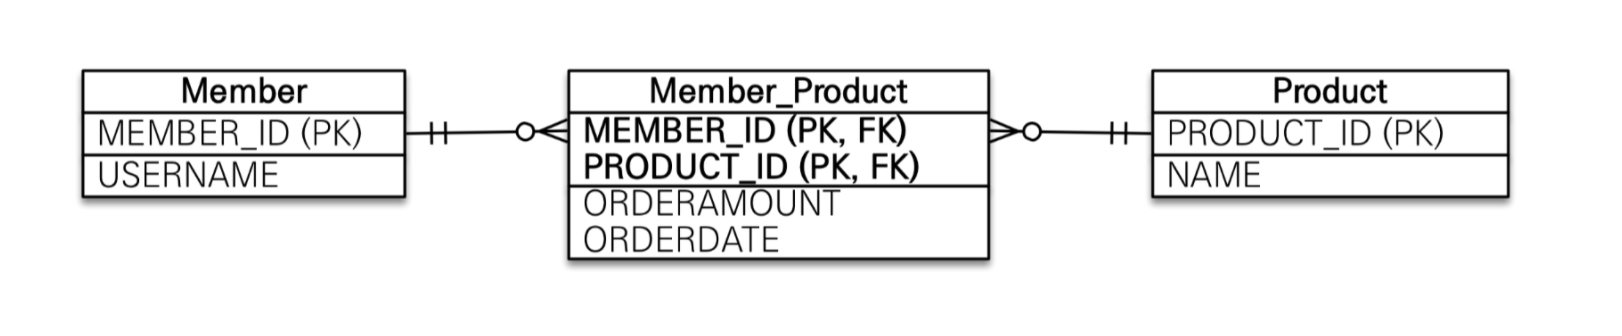 Member
MEMBER_ID (PK)
USERNAME
Member_Product
MEMBER_ID (PK, FK)
PRODUCT_ID (PK, FK)
ORDERAMOUNT
ORDERDATE
Product
PRODUCT_ID (PK)
NAME